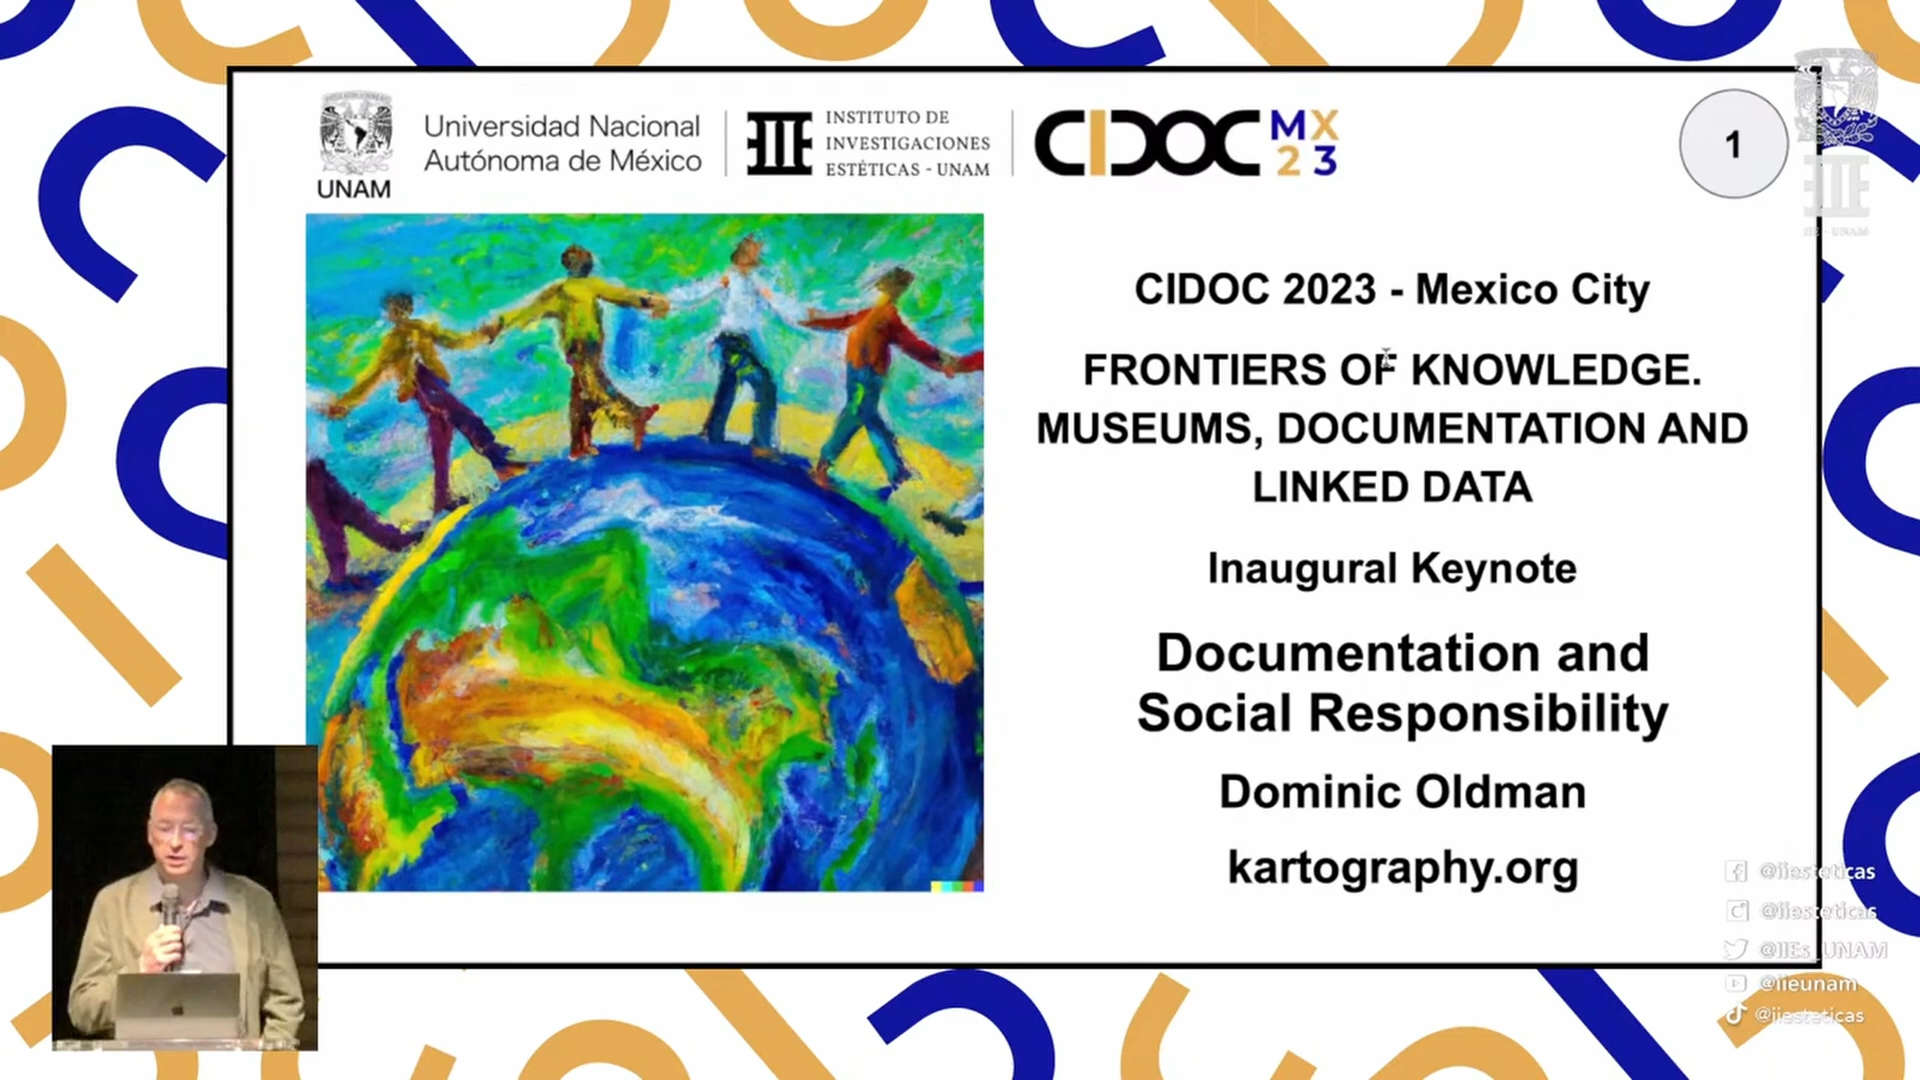 UNAM
Universidad Nacional
Autónoma de México
INSTITUTO DE
INVESTIGACIONES
ESTÉTICAS - UNAM
CIDOC
MX
23
1
IIE - UNAM
CIDOC 2023 - Mexico City
FRONTIERS OF KNOWLEDGE.
MUSEUMS, DOCUMENTATION AND
LINKED DATA
Inaugural Keynote
Documentation and
Social Responsibility
Dominic Oldman
kartography.org
@iiesteticas
@iiesteticas
@IIEs_UNAM
@iieunam
@iiesteticas